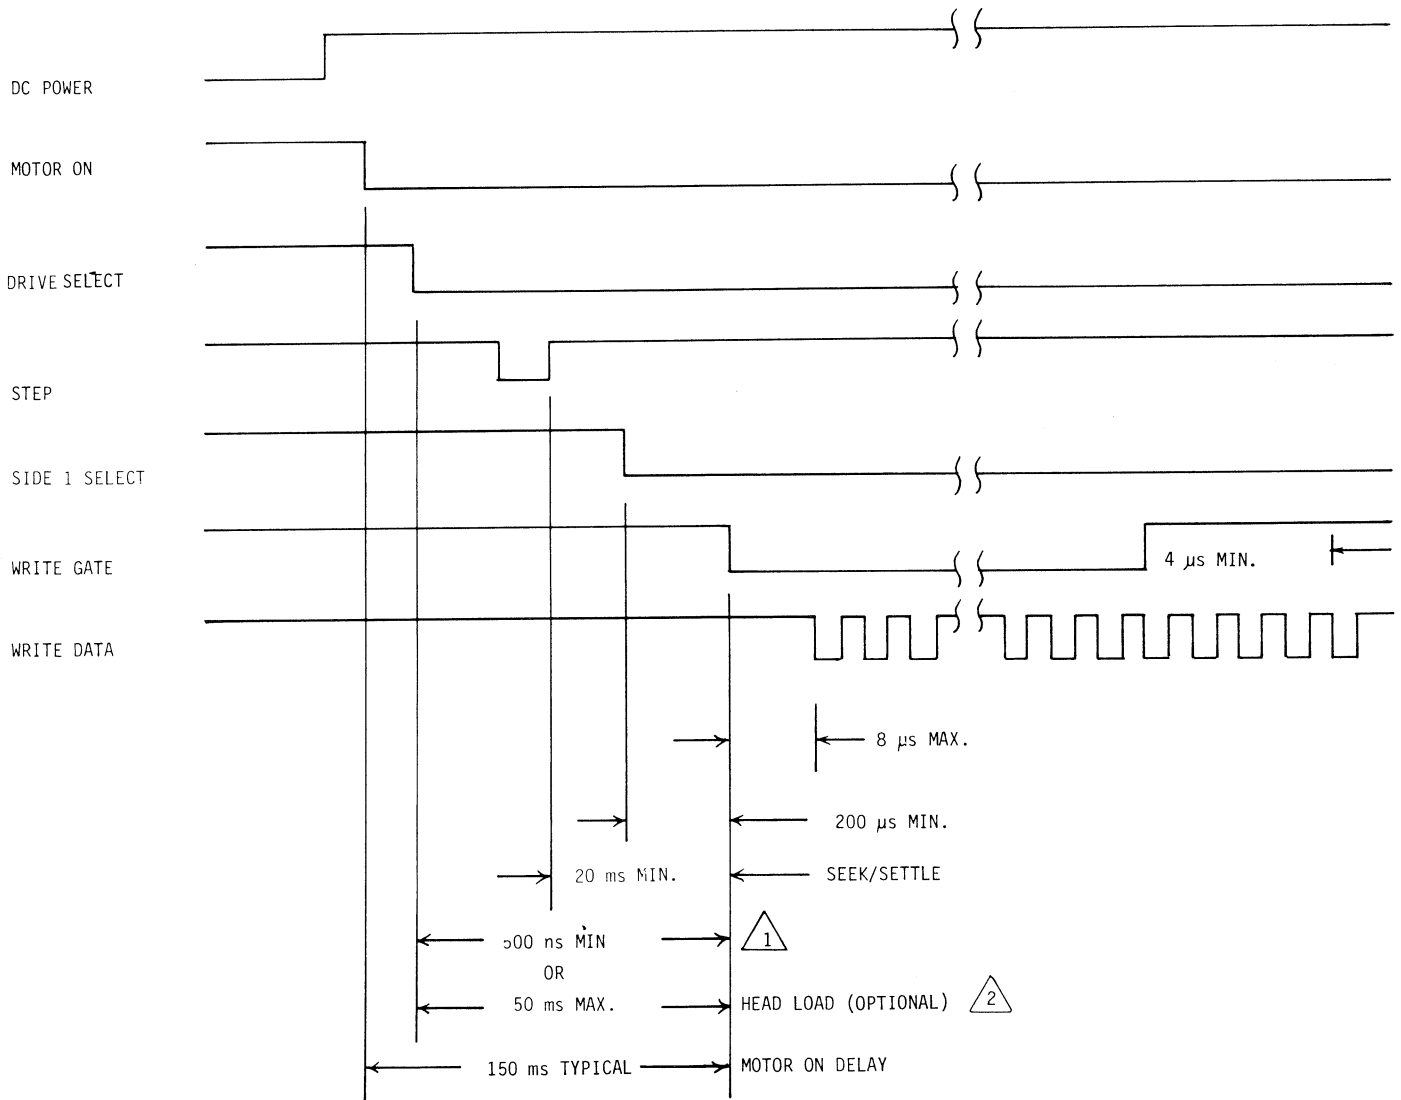 DC POWER
MOTOR ON
DRIVE SELECT
STEP
SIDE 1 SELECT
WRITE GATE
4 µs MIN.
WRITE DATA
8 µs MAX.
200 µs MIN.
20 ms MIN. SEEK/SETTLE
ns MIN 1
OR
50 ms MAX. HEAD LOAD (OPTIONAL) 2
150 ms TYPICAL MOTOR ON DELAY